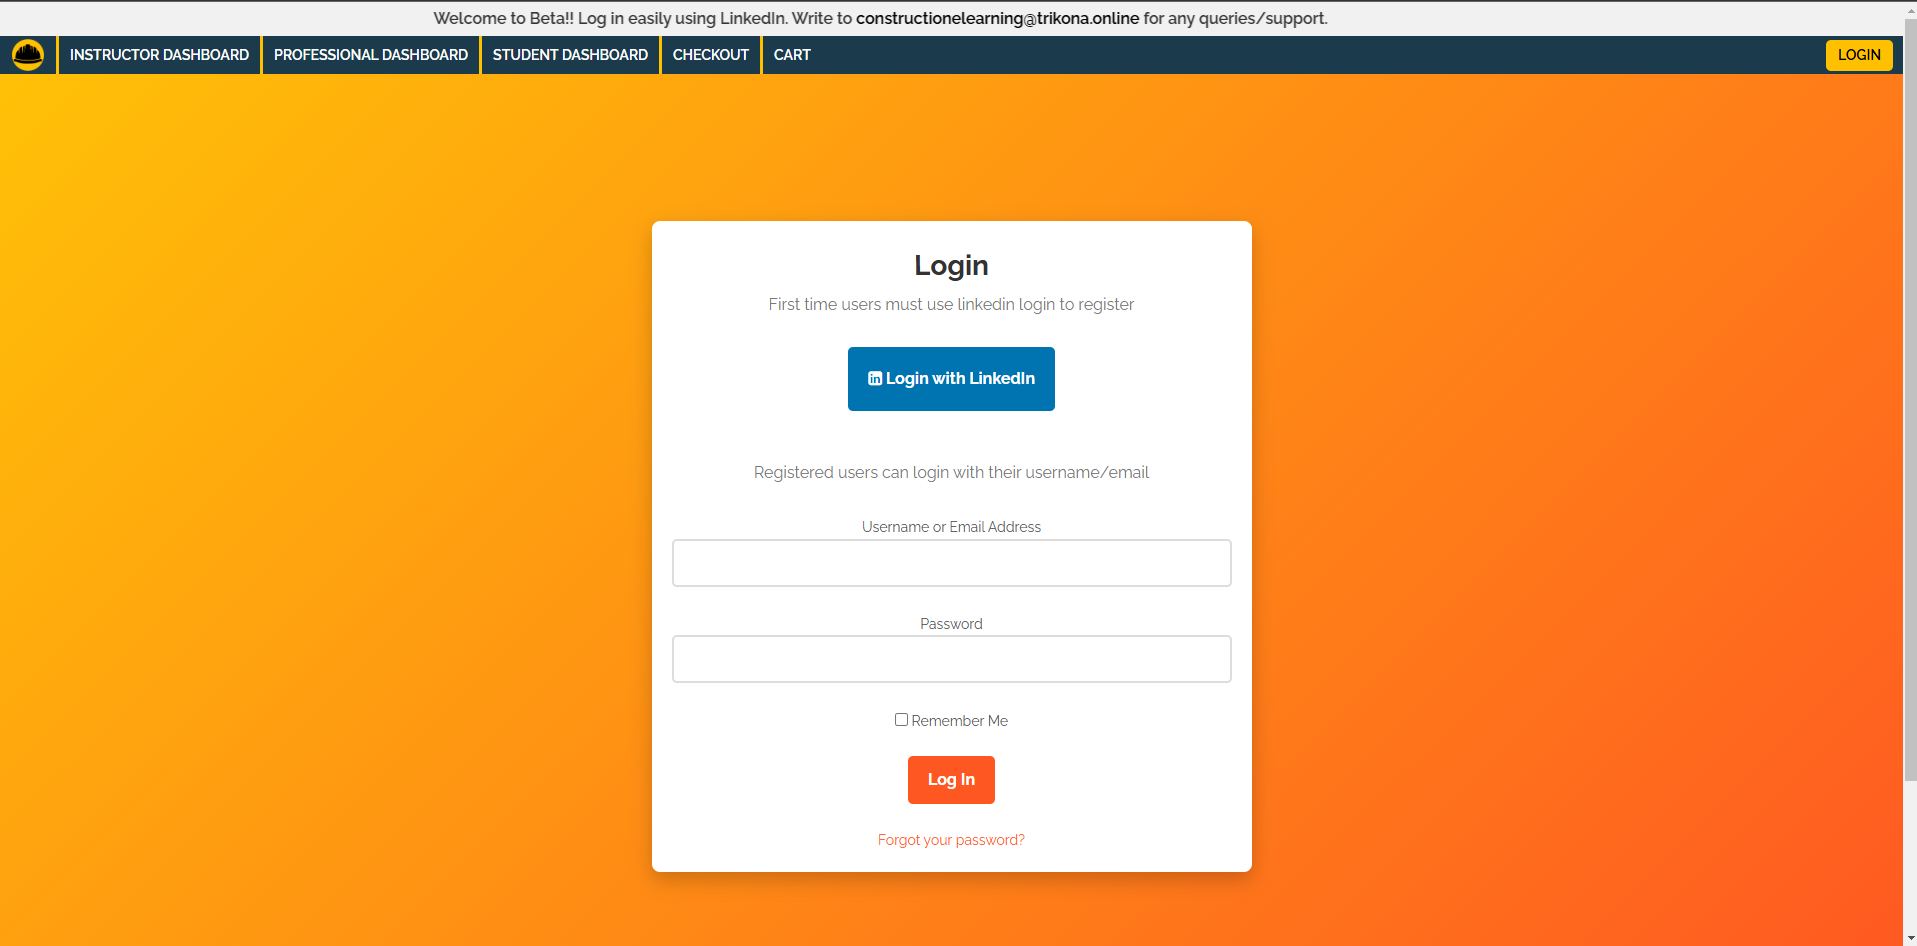 Welcome to Beta!! Log in easily using LinkedIn. Write to constructionelearning@trikona.online for any queries/support.
INSTRUCTOR DASHBOARD PROFESSIONAL DASHBOARD STUDENT DASHBOARD CHECKOUT CART LOGIN
Login
First time users must use linkedin login to register
in Login with LinkedIn
Registered users can login with their username/email
Username or Email Address
Password
Remember Me
Log In
Forgot your password?